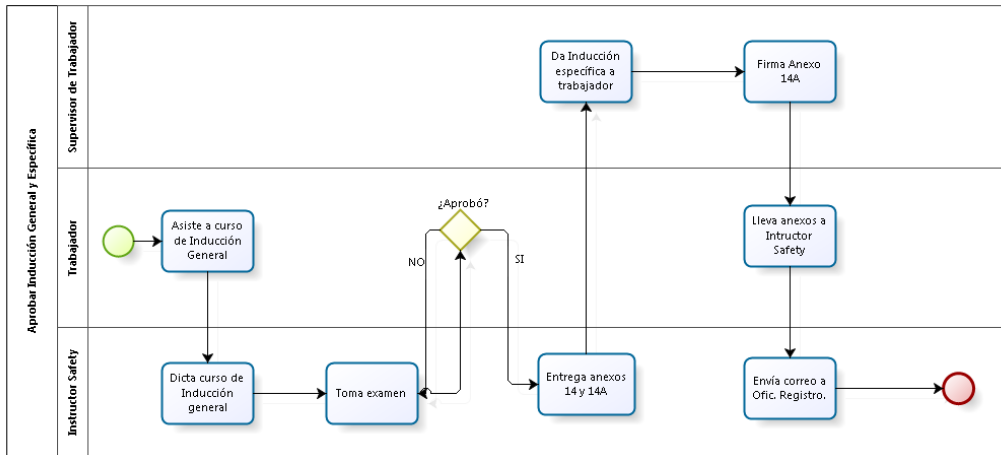 Aprobar Inducción General y Específica
Supervisor de Trabajador
Da Inducción
específica a
trabajador
Firma Anexo
14A
Trabajador
Asiste a curso
de Inducción
General
¿Aprobó?
NO
SI
Lleva anexos a
Intructor
Safety
Instructor Safety
Dicta curso de
Inducción
general
Toma examen
Entrega anexos
14 y 14A
Envía correo a
Ofic. Registro.